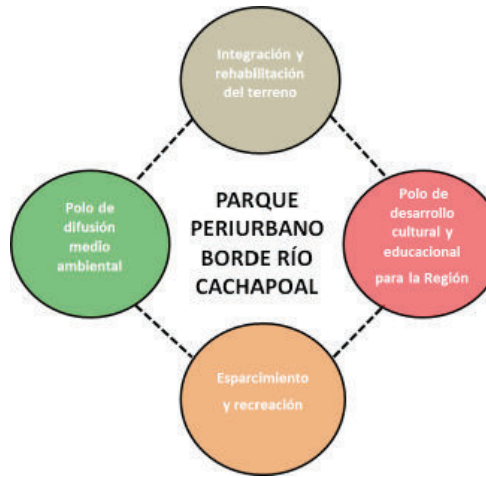 Integración y
rehabilitación
del terreno
Polo de
difusión
medio
ambiental
PARQUE
PERIURBANO
BORDE RÍO
CACHAPOAL
Polo de
desarrollo
cultural y
educacional
para la Región
Esparcimiento
y recreación